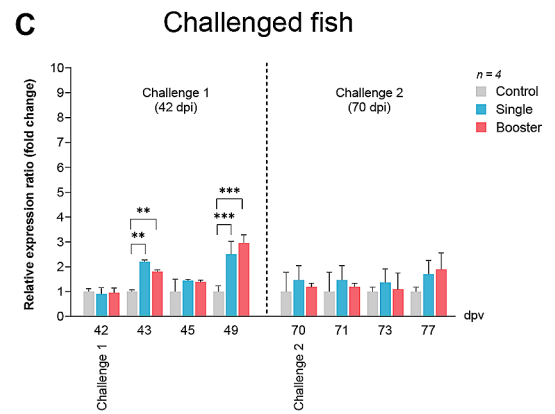 C
Challenged fish
Relative expression ratio (fold change)
10
9
8
7
6
5
4
3
2
1
0
Challenge 1
(42 dpi)
Challenge 2
(70 dpi)
n = 4
Control
Single
Booster
**
**
***
***
42 43 45 49 70 71 73 77 dpv
Challenge 1
Challenge 2